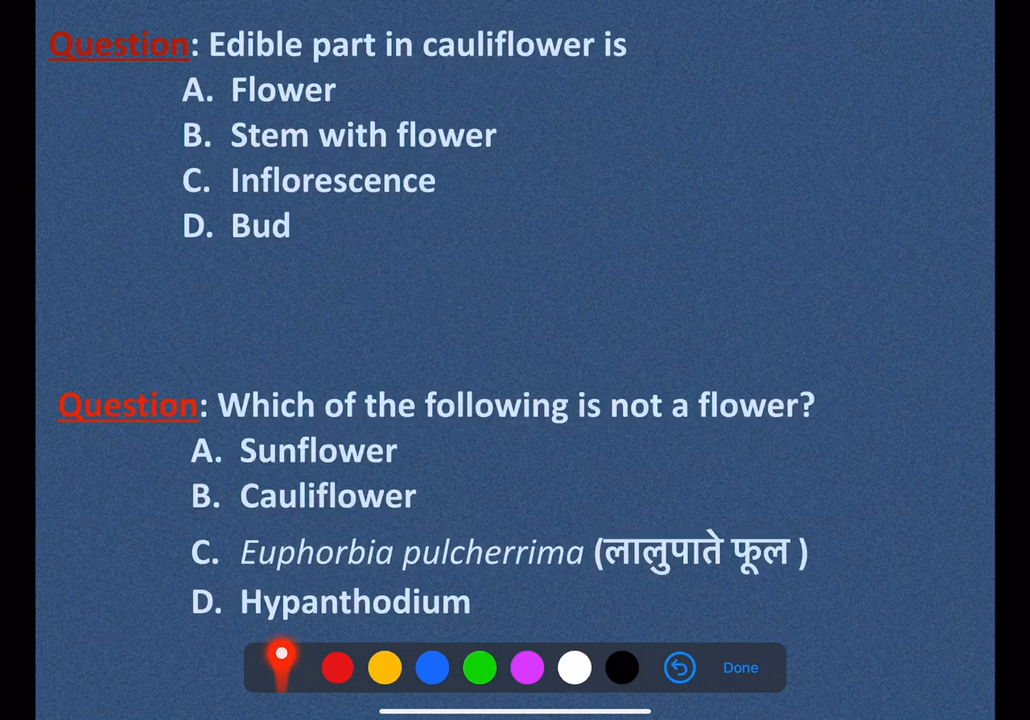 Question: Edible part in cauliflower is
A. Flower
B. Stem with flower
C. Inflorescence
D. Bud
Question: Which of the following is not a flower?
A. Sunflower
B. Cauliflower
C. Euphorbia pulcherrima (लालुपाते फूल )
D. Hypanthodium
Done